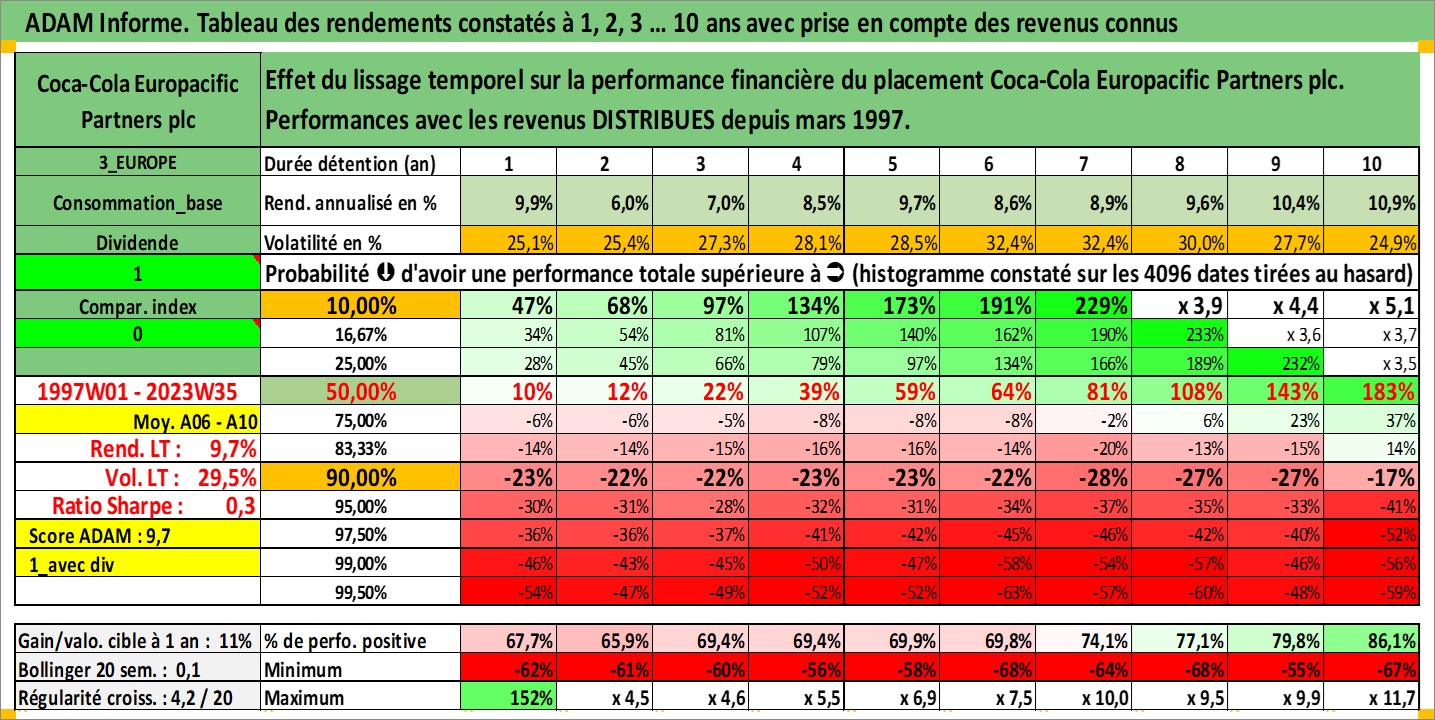 ADAM Informe. Tableau des rendements constatés à 1, 2, 3 ... 10 ans avec prise en compte des revenus connus
Coca-Cola Europacific Partners plc
Effet du lissage temporel sur la performance financière du placement Coca-Cola Europacific Partners plc.
Performances avec les revenus DISTRIBUES depuis mars 1997.
3_EUROPE Durée détention (an) 1 2 3 4 5 6 7 8 9 10
Consommation_base Rend. annualisé en % 9,9% 6,0% 7,0% 8,5% 9,7% 8,6% 8,9% 9,6% 10,4% 10,9%
Dividende Volatilité en % 25,1% 25,4% 27,3% 28,1% 28,5% 32,4% 32,4% 30,0% 27,7% 24,9%
1 Probabilité d'avoir une performance totale supérieure à (histogramme constaté sur les 4096 dates tirées au hasard)
Compar. index 10,00% 47% 68% 97% 134% 173% 191% 229% x 3,9 x 4,4 x 5,1
0 16,67% 34% 54% 81% 107% 140% 162% 190% 233% x 3,6 x 3,7
25,00% 28% 45% 66% 79% 97% 134% 166% 189% 232% x 3,5
1997W01 - 2023W35 50,00% 10% 12% 22% 39% 59% 64% 81% 108% 143% 183%
Moy. A06 - A10 75,00% -6% -6% -5% -8% -8% -8% -2% 6% 23% 37%
Rend. LT : 9,7% 83,33% -14% -14% -15% -16% -16% -14% -20% -13% -15% 14%
Vol. LT : 29,5% 90,00% -23% -22% -22% -23% -23% -22% -28% -27% -27% -17%
Ratio Sharpe : 0,3 95,00% -30% -31% -28% -32% -31% -34% -37% -35% -33% -41%
Score ADAM : 9,7 97,50% -36% -36% -37% -41% -42% -45% -46% -42% -40% -52%
1_avec div 99,00% -46% -43% -45% -50% -47% -58% -54% -57% -46% -56%
99,50% -54% -47% -49% -52% -52% -63% -57% -60% -48% -59%
Gain/valo. cible à 1 an : 11% % de perfo. positive 67,7% 65,9% 69,4% 69,4% 69,9% 69,8% 74,1% 77,1% 79,8% 86,1%
Bollinger 20 sem. : 0,1 Minimum -62% -61% -60% -56% -58% -68% -64% -68% -55% -67%
Régularité croiss. : 4,2 / 20 Maximum 152% x 4,5 x 4,6 x 5,5 x 6,9 x 7,5 x 10,0 x 9,5 x 9,9 x 11,7